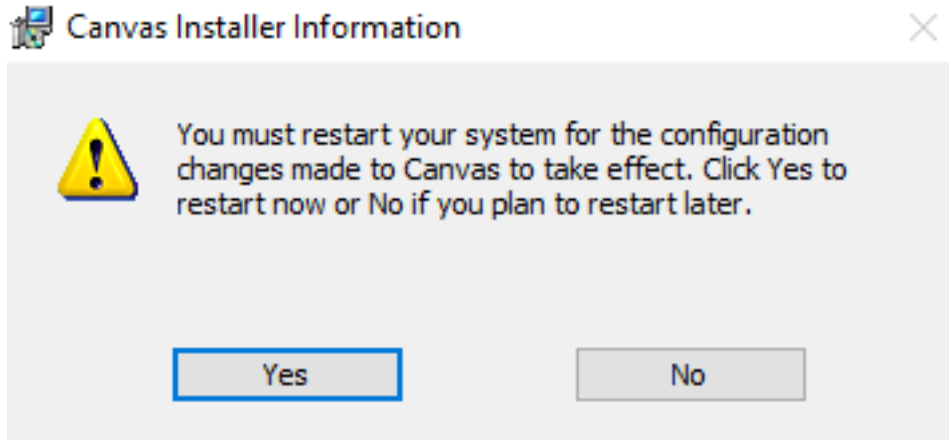 Canvas Installer Information
You must restart your system for the configuration
changes made to Canvas to take effect. Click Yes to
restart now or No if you plan to restart later.
Yes
No